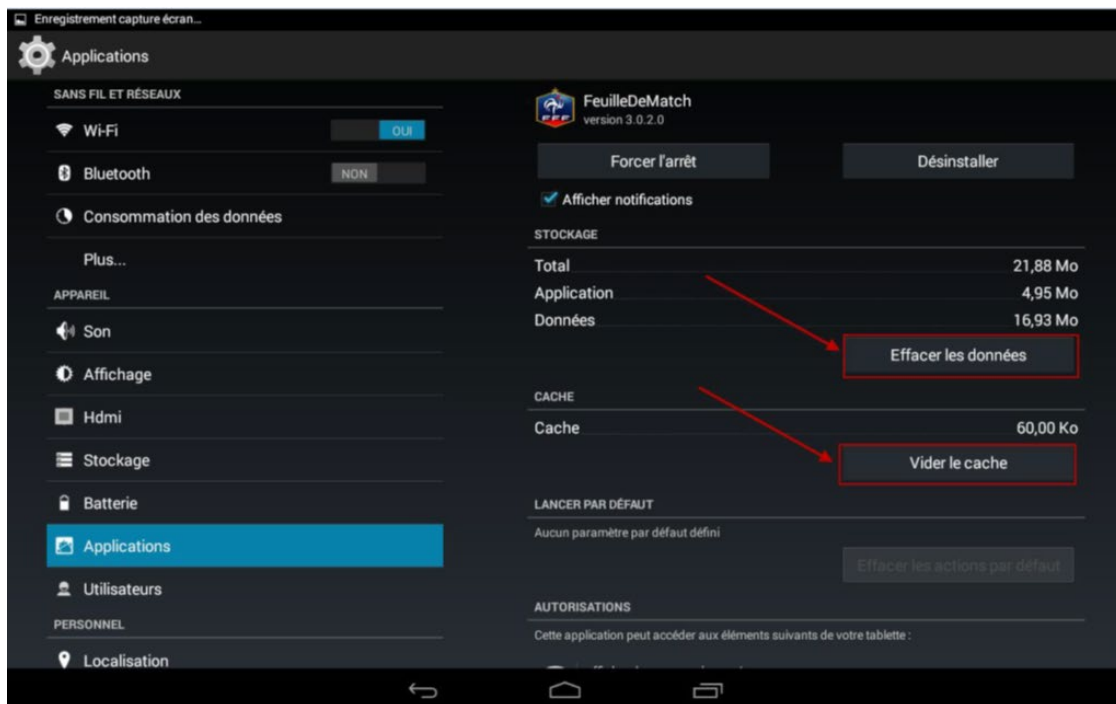 Enregistrement capture écran...
Applications
SANS FIL ET RÉSEAUX
Wi-Fi
OUI
Bluetooth
NON
Consommation des données
Plus...
APPAREIL
Son
Affichage
Hdmi
Stockage
Batterie
Applications
Utilisateurs
PERSONNEL
Localisation
FeuilleDeMatch
version 3.0.2.0
Forcer l'arrêt Désinstaller
Afficher notifications
STOCKAGE
Total 21,88 Mo
Application 4,95 Mo
Données 16,93 Mo
Effacer les données
CACHE
Cache 60,00 Ko
Vider le cache
LANCER PAR DÉFAUT
Aucun paramètre par défaut défini
Effacer les actions par défaut
AUTORISATIONS
Cette application peut accéder aux éléments suivants de votre tablette :